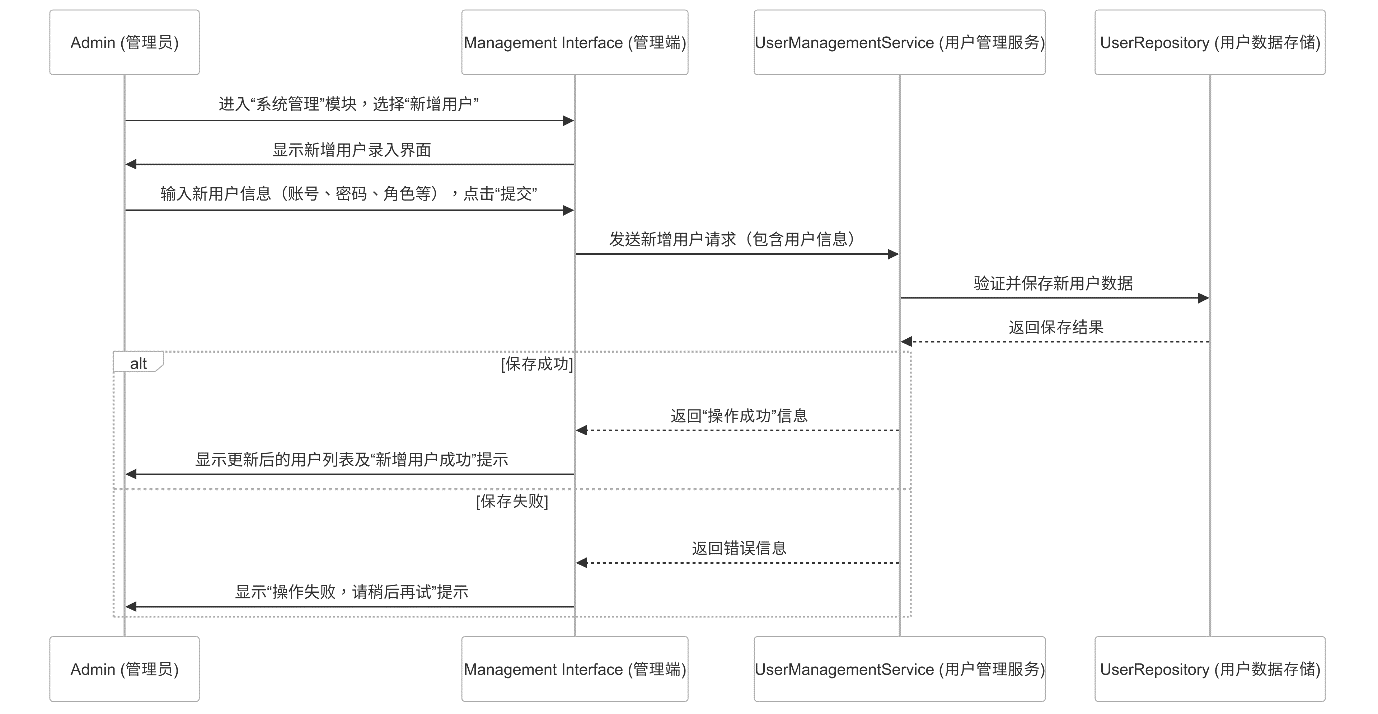 Admin (管理员)
Management Interface (管理端)
UserManagementService (用户管理服务)
UserRepository (用户数据存储)
进入“系统管理”模块，选择“新增用户”
显示新增用户录入界面
输入新用户信息（账号、密码、角色等），点击“提交”
发送新增用户请求（包含用户信息）
验证并保存新用户数据
返回保存结果
alt
[保存成功]
返回“操作成功”信息
显示更新后的用户列表及“新增用户成功”提示
[保存失败]
返回错误信息
显示“操作失败，请稍后再试”提示
Admin (管理员)
Management Interface (管理端)
UserManagementService (用户管理服务)
UserRepository (用户数据存储)